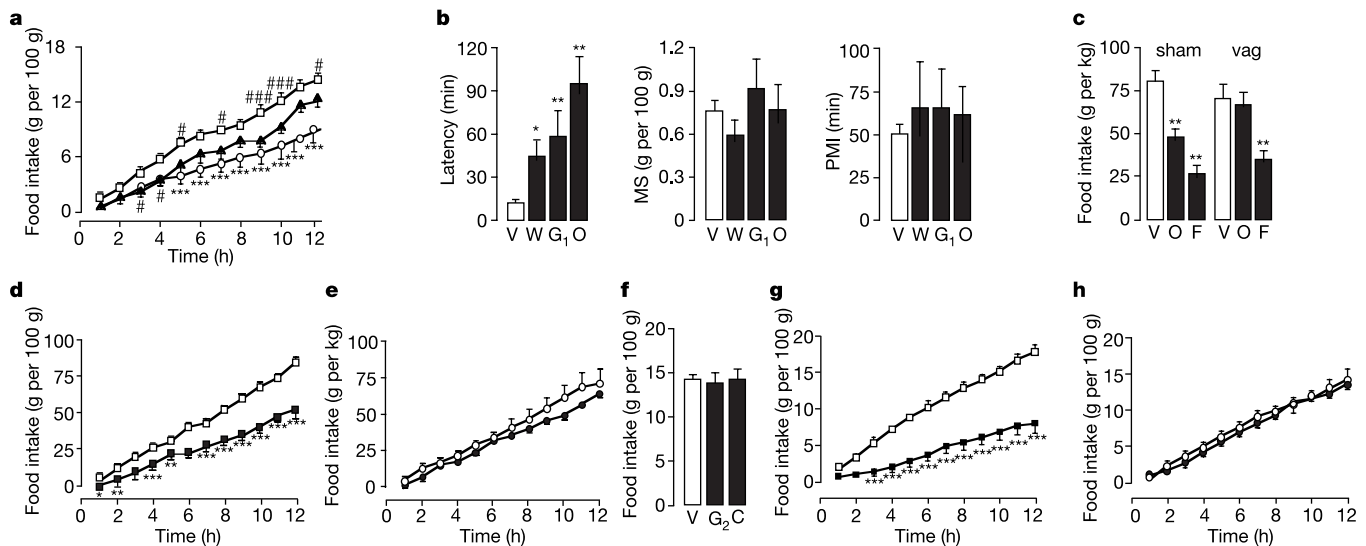 a
Food intake (g per 100 g)
18
12
6
0
# # ### ### #
# #
*** *** *** *** *** *** *** ***
0 2 4 6 8 10 12
Time (h)
b
Latency (min)
120
90
60
30
0
* ** **
V W G1 O
MS (g per 100 g)
1.2
0.9
0.6
0.3
0
V W G1 O
PMI (min)
100
75
50
25
0
V W G1 O
c
Food intake (g per kg)
sham vag
100
75
50
25
0
** ** **
V O F V O F
d
Food intake (g per 100 g)
100
75
50
25
0
* ** *** ** *** *** *** *** *** ***
0 2 4 6 8 10 12
Time (h)
e
Food intake (g per kg)
100
75
50
25
0
0 2 4 6 8 10 12
Time (h)
f
Food intake (g per 100 g)
20
15
10
5
0
V G2 C
g
Food intake (g per 100 g)
20
15
10
5
0
*** *** *** *** *** *** *** *** *** ***
0 2 4 6 8 10 12
Time (h)
h
Food intake (g per 100 g)
20
15
10
5
0
0 2 4 6 8 10 12
Time (h)